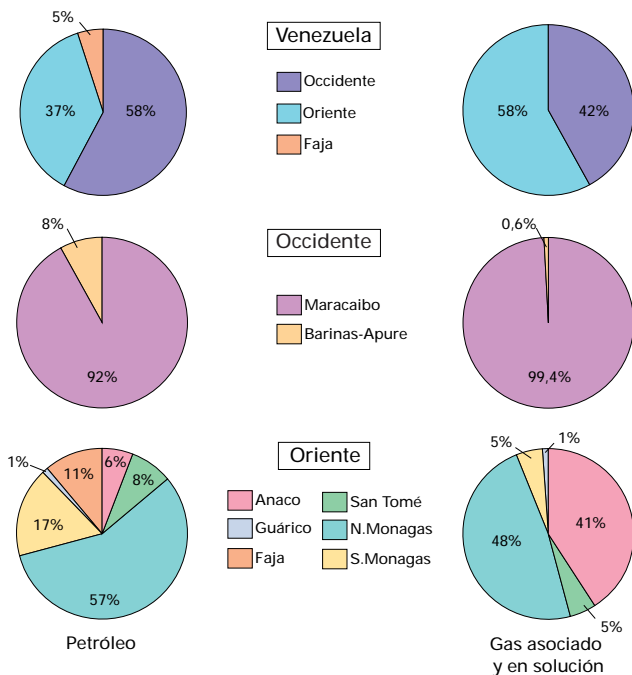 5%
37%
58%
Venezuela
Occidente
Oriente
Faja
58%
42%
8%
92%
Occidente
Maracaibo
Barinas-Apure
0,6%
99,4%
1%
11%
6%
8%
17%
57%
Petróleo
Oriente
Anaco
San Tomé
Guárico
N.Monagas
Faja
S.Monagas
5%
1%
41%
48%
5%
Gas asociado
y en solución